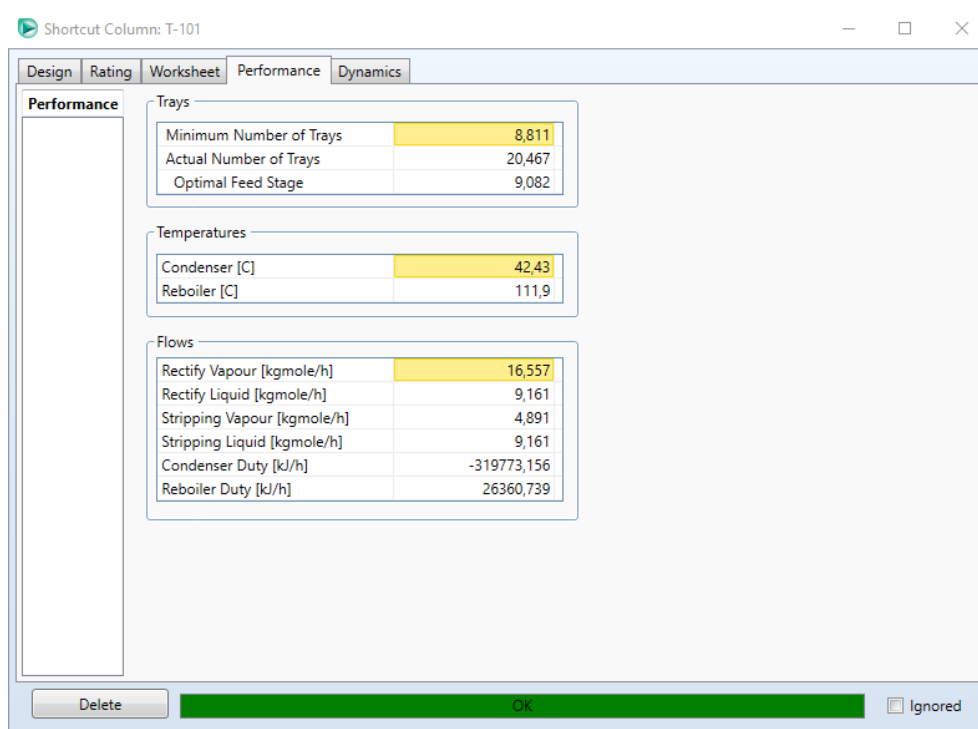 Shortcut Column: T-101
Design Rating Worksheet Performance Dynamics
Performance
Trays
Minimum Number of Trays 8,811
Actual Number of Trays 20,467
Optimal Feed Stage 9,082
Temperatures
Condenser [C] 42,43
Reboiler [C] 111,9
Flows
Rectify Vapour [kgmole/h] 16,557
Rectify Liquid [kgmole/h] 9,161
Stripping Vapour [kgmole/h] 4,891
Stripping Liquid [kgmole/h] 9,161
Condenser Duty [kJ/h] -319773,156
Reboiler Duty [kJ/h] 26360,739
Delete OK Ignored